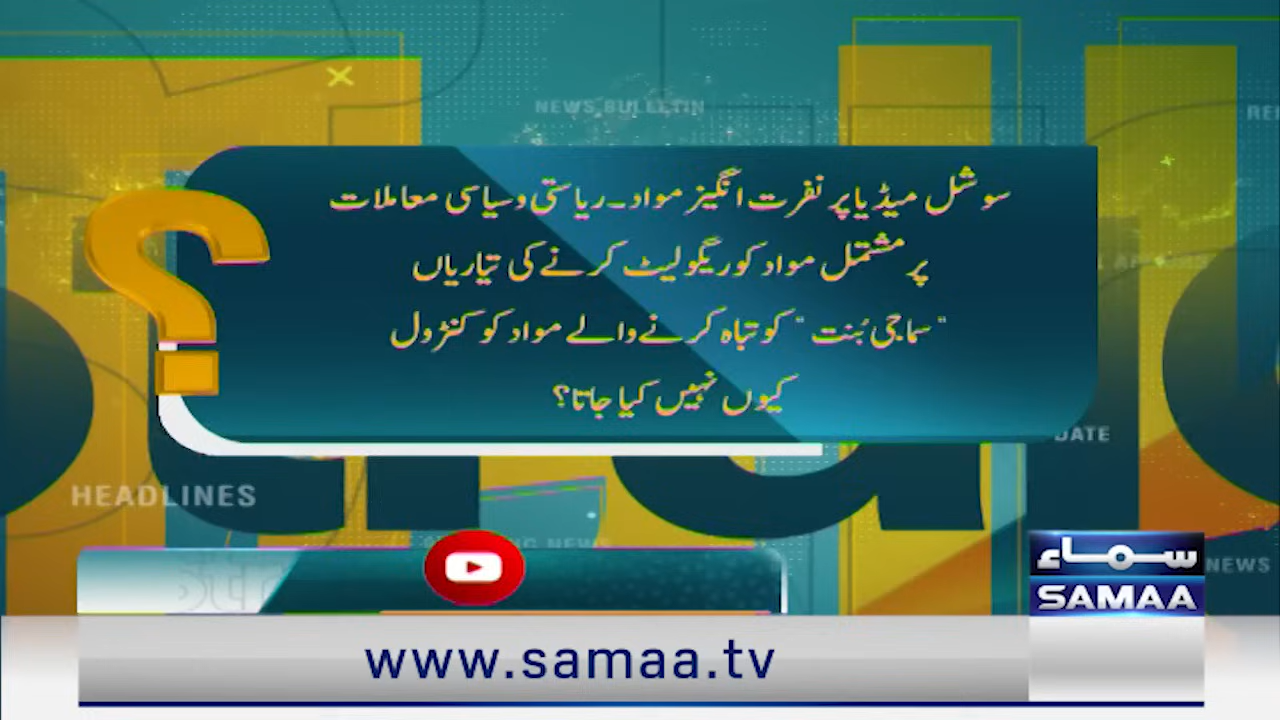 NEWS BULLETIN
سوشل میڈیا پر نفرت انگیز مواد۔ریاستی و سیاسی معاملات
پر مشتمل مواد کو ریگولیٹ کرنے کی تیاریاں
"سماجی بُنت" کو تباہ کرنے والے مواد کو کنٹرول
کیوں نہیں کیا جاتا؟
؟
DATE
HEADLINES
NEWS
سماء
SAMAA
www.samaa.tv